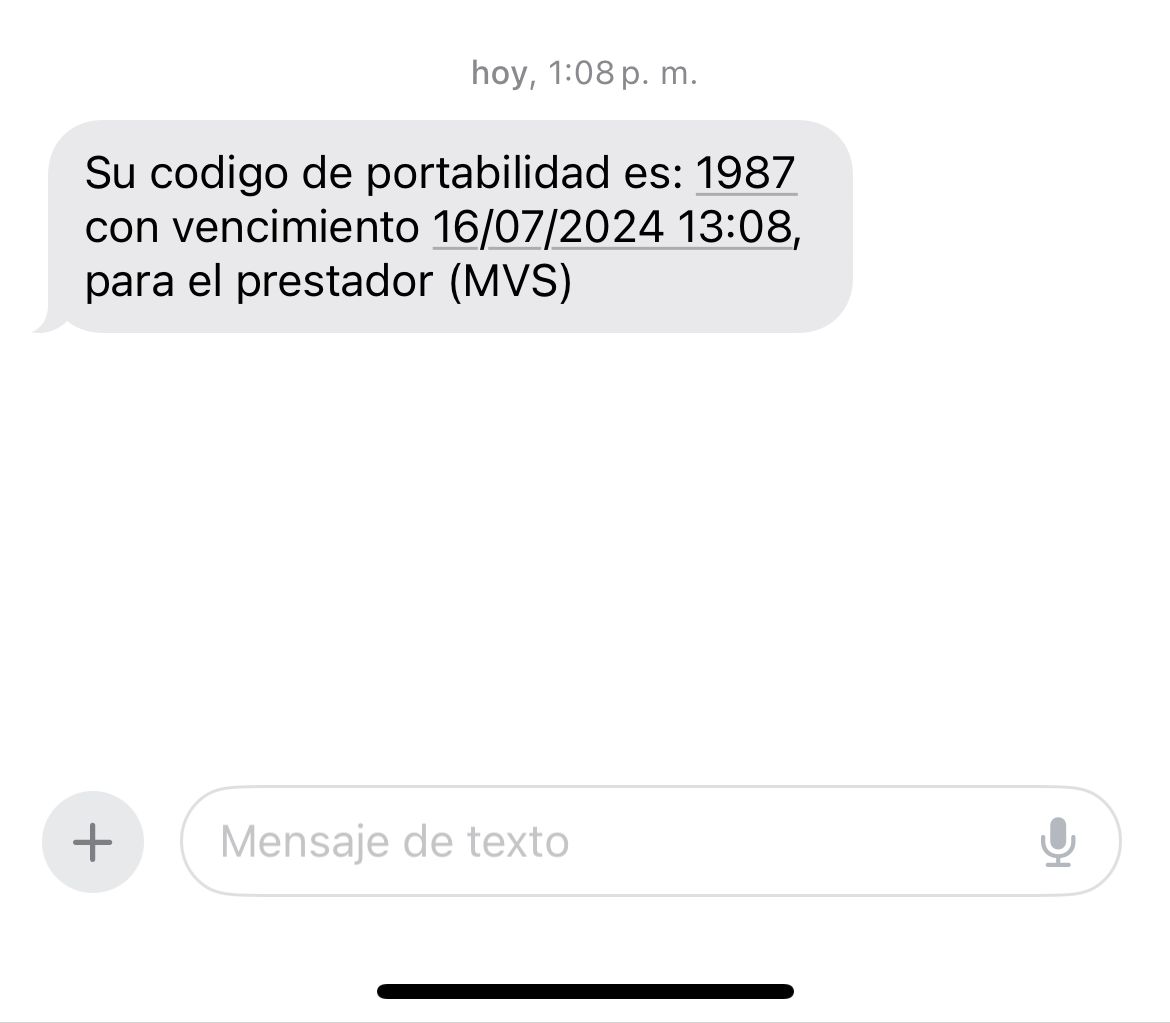 hoy, 1:08 p. m.
Su codigo de portabilidad es: 1987
con vencimiento 16/07/2024 13:08,
para el prestador (MVS)
Mensaje de texto